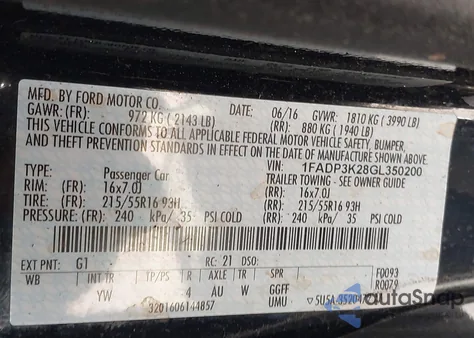 MFD. BY FORD MOTOR CO.
DATE: 06/16 GVWR: 1810 KG ( 3990 LB)
GAWR: (FR): 972 KG ( 2143 LB) (RR): 880 KG ( 1940 LB)
THIS VEHICLE CONFORMS TO ALL APPLICABLE FEDERAL MOTOR VEHICLE SAFETY, BUMPER,
AND THEFT PREVENTION STANDARDS IN EFFECT ON THE DATE OF MANUFACTURE SHOWN ABOVE.
VIN: 1FADP3K28GL350200
TYPE: Passenger Car TRAILER TOWING - SEE OWNER GUIDE
RIM: 16x7.0J (RR): 16x7.0J
TIRE: 215/55R16 93H (RR): 215/55R16 93H
PRESSURE: (FR): 240 kPa/ 35 PSI COLD (RR): 240 kPa/ 35 PSI COLD
EXT PNT: G1 RC: 21 DSO: F0093
WB INT TR TP/PS R AXLE TR SPR R0079
YW 4 AU W GGFF
3201606144857 UMU
autoSnap